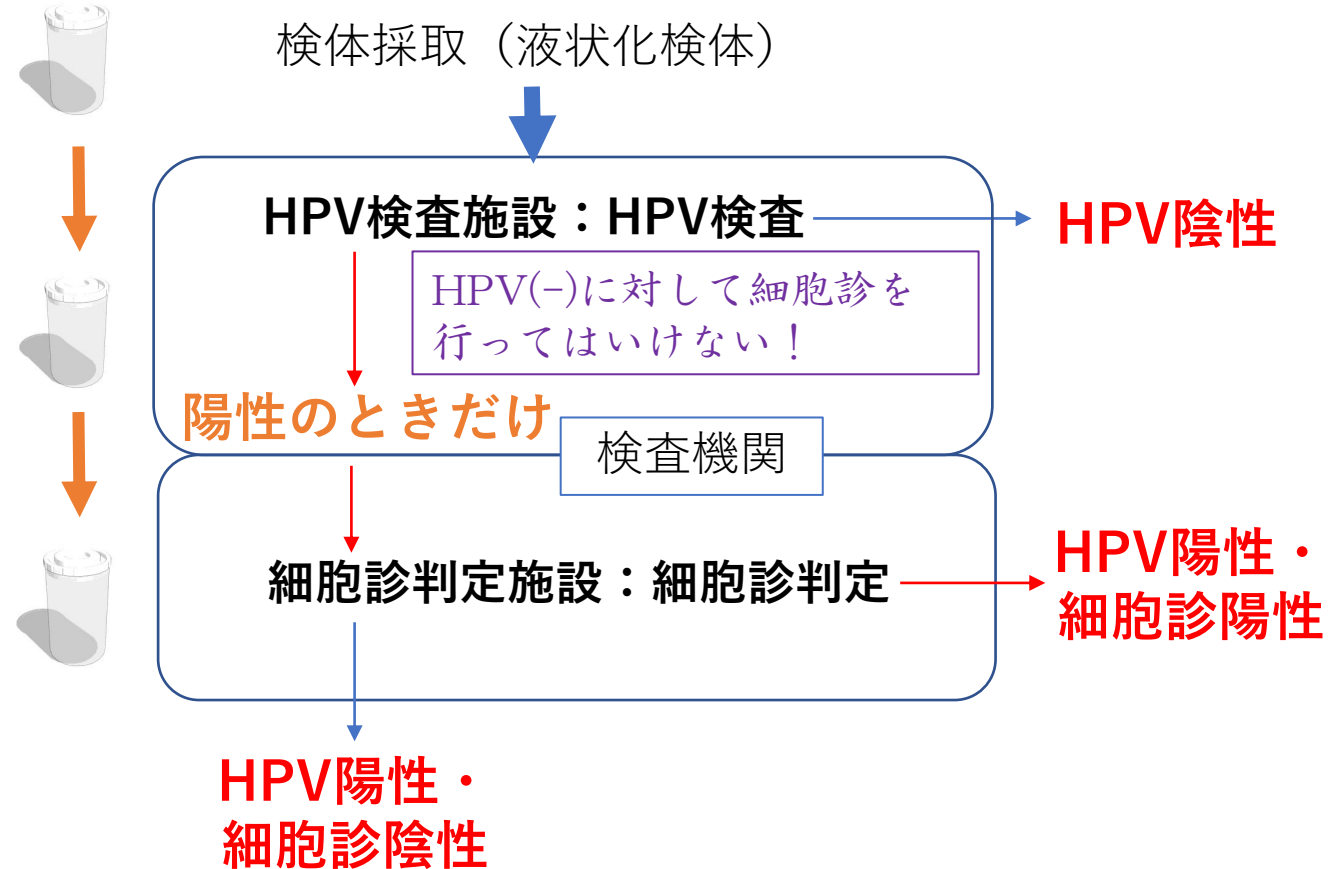 検体採取（液状化検体）
HPV検査施設：HPV検査
HPV陰性
HPV(-)に対して細胞診を
行ってはいけない！
陽性のときだけ
検査機関
細胞診判定施設：細胞診判定
HPV陽性・
細胞診陽性
HPV陽性・
細胞診陰性